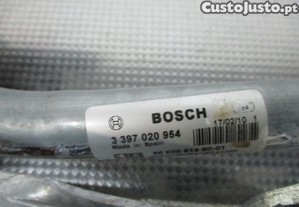 CustoJusto.pt
BOSCH
3 397 020 954
17/02/10 1
Made in Spain